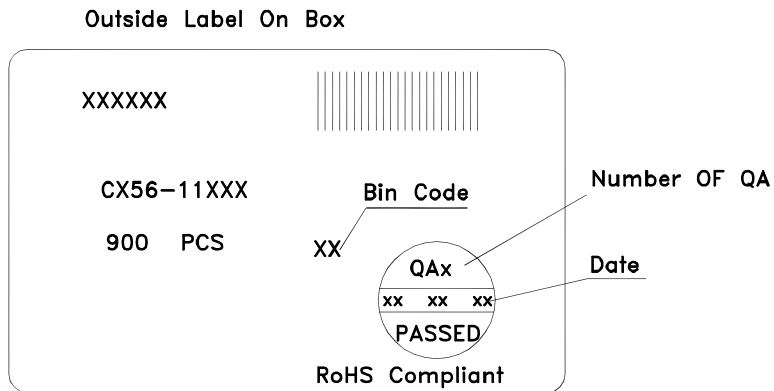 Outside Label On Box
XXXXXX
CX56-11XXX
Bin Code
Number OF QA
900 PCS
XX
QAx
Date
xx xx xx
PASSED
RoHS Compliant